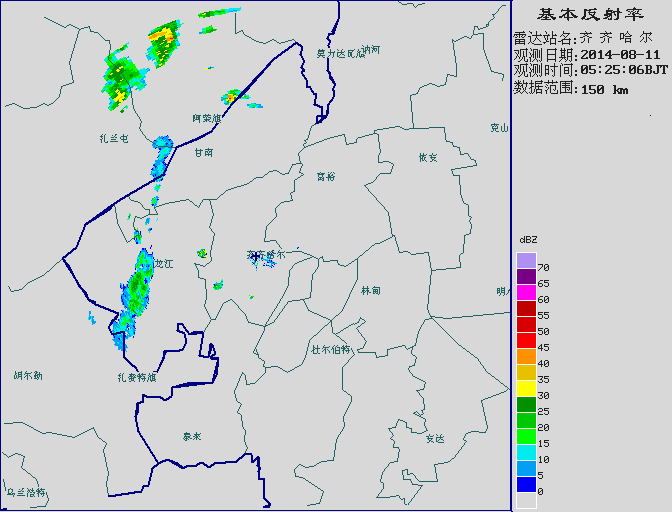 基本反射率
雷达站名:齐 齐 哈 尔
观测日期:2014-08-11
观测时间:05:25:06BJT
数据范围:150 km
莫力达瓦旗
讷河
阿荣旗
克山
扎兰屯
甘南
依安
富裕
齐齐哈尔
龙江
林甸
明水
杜尔伯特
胡尔勒
扎赉特旗
泰来
安达
乌兰浩特
dBZ
70
65
60
55
50
45
40
35
30
25
20
15
10
5
0